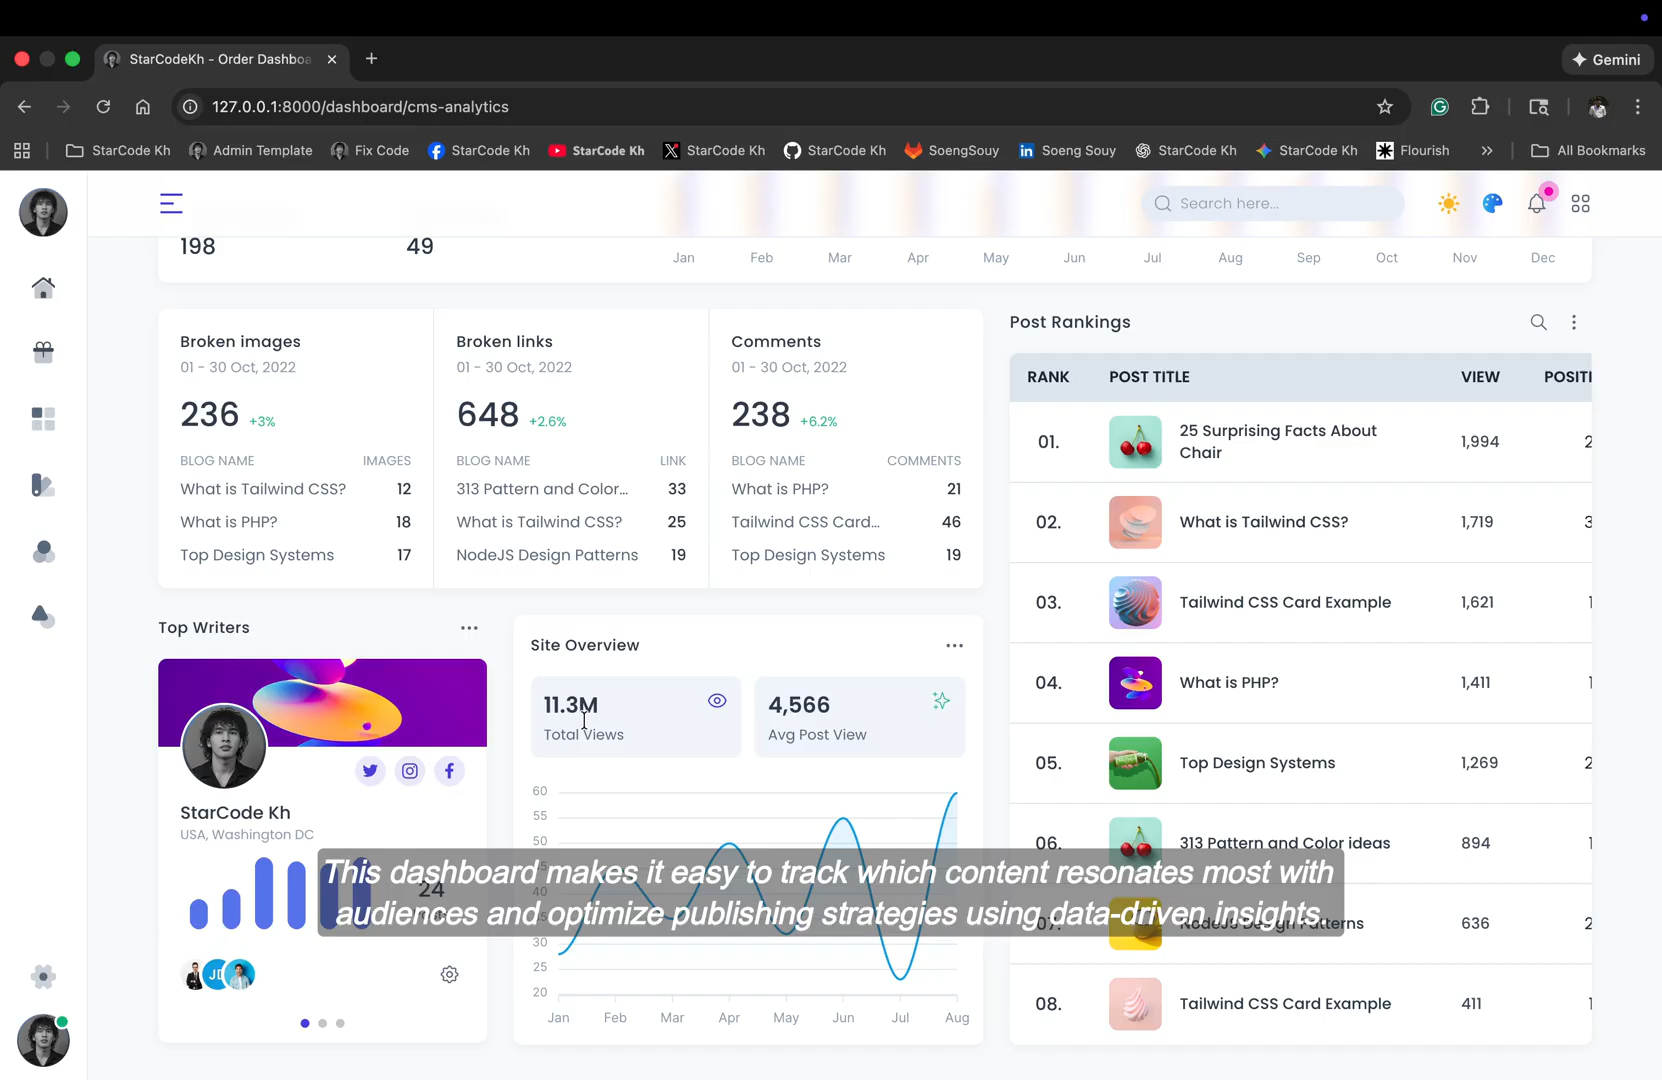 StarCodeKh - Order Dashboa
Gemini
127.0.0.1:8000/dashboard/cms-analytics
StarCode Kh
Admin Template
Fix Code
StarCode Kh
StarCode Kh
StarCode Kh
StarCode Kh
SoengSouy
Soeng Souy
StarCode Kh
StarCode Kh
Flourish
All Bookmarks
Search here...
198
49
Jan Feb Mar Apr May Jun Jul Aug Sep Oct Nov Dec
Broken images
01 - 30 Oct, 2022
236 +3%
BLOG NAME IMAGES
What is Tailwind CSS? 12
What is PHP? 18
Top Design Systems 17
Broken links
01 - 30 Oct, 2022
648 +2.6%
BLOG NAME LINK
313 Pattern and Color... 33
What is Tailwind CSS? 25
NodeJS Design Patterns 19
Comments
01 - 30 Oct, 2022
238 +6.2%
BLOG NAME COMMENTS
What is PHP? 21
Tailwind CSS Card... 46
Top Design Systems 19
Post Rankings
RANK POST TITLE VIEW POSITI
01. 25 Surprising Facts About
Chair 1,994
02. What is Tailwind CSS? 1,719
03. Tailwind CSS Card Example 1,621
04. What is PHP? 1,411
05. Top Design Systems 1,269
06. 313 Pattern and Color ideas 894
07. NodeJS Design Patterns 636
08. Tailwind CSS Card Example 411
Top Writers
StarCode Kh
USA, Washington DC
24
JD
Site Overview
11.3M
Total Views
4,566
Avg Post View
60
55
50
45
40
35
30
25
20
Jan Feb Mar Apr May Jun Jul Aug
This dashboard makes it easy to track which content resonates most with
audiences and optimize publishing strategies using data-driven insights.